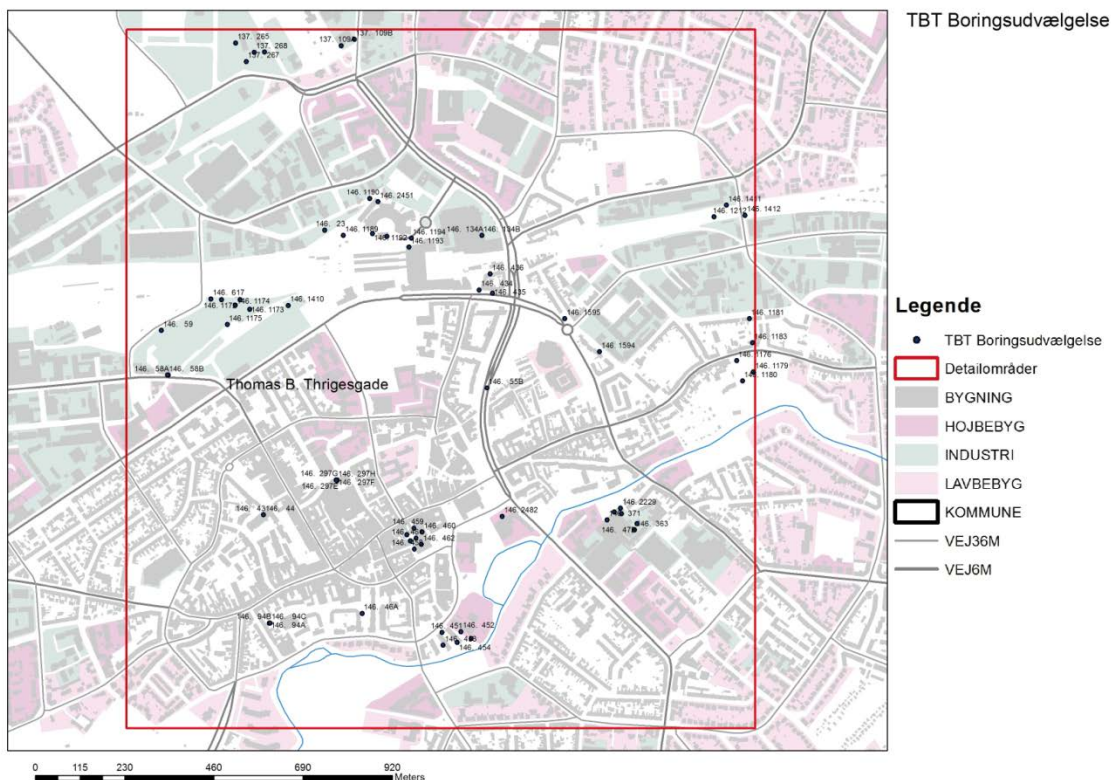 TBT Boringsudvælgelse
137. 265
137. 268
137. 267
137. 109A
137. 109B
146. 1190
146. 2451
146. 23
146. 1189
146. 1192
146. 1194
146. 1193
146. 134A
146. 134B
146. 1411
146. 1212
146. 1412
146. 436
146. 434
146. 435
146. 617
146. 1174
146. 1173
146. 1410
146. 1175
146. 59
146. 1595
146. 1594
146. 1181
146. 1183
146. 1176
146. 1179
146. 1180
146. 58A
146. 58B
Thomas B. Thrigesgade
146. 55B
146. 297G
146. 297H
146. 297E
146. 297F
146. 43
146. 44
146. 459
146. 460
146. 462
146. 2482
146. 2229
146. 371
146. 363
146. 94B
146. 94C
146. 94A
146. 46A
146. 451
146. 452
146. 454
Legende
TBT Boringsudvælgelse
Detailområder
BYGNING
HOJBEBYG
INDUSTRI
LAVBEBYG
KOMMUNE
VEJ36M
VEJ6M
0 115 230 460 690 920
Meters